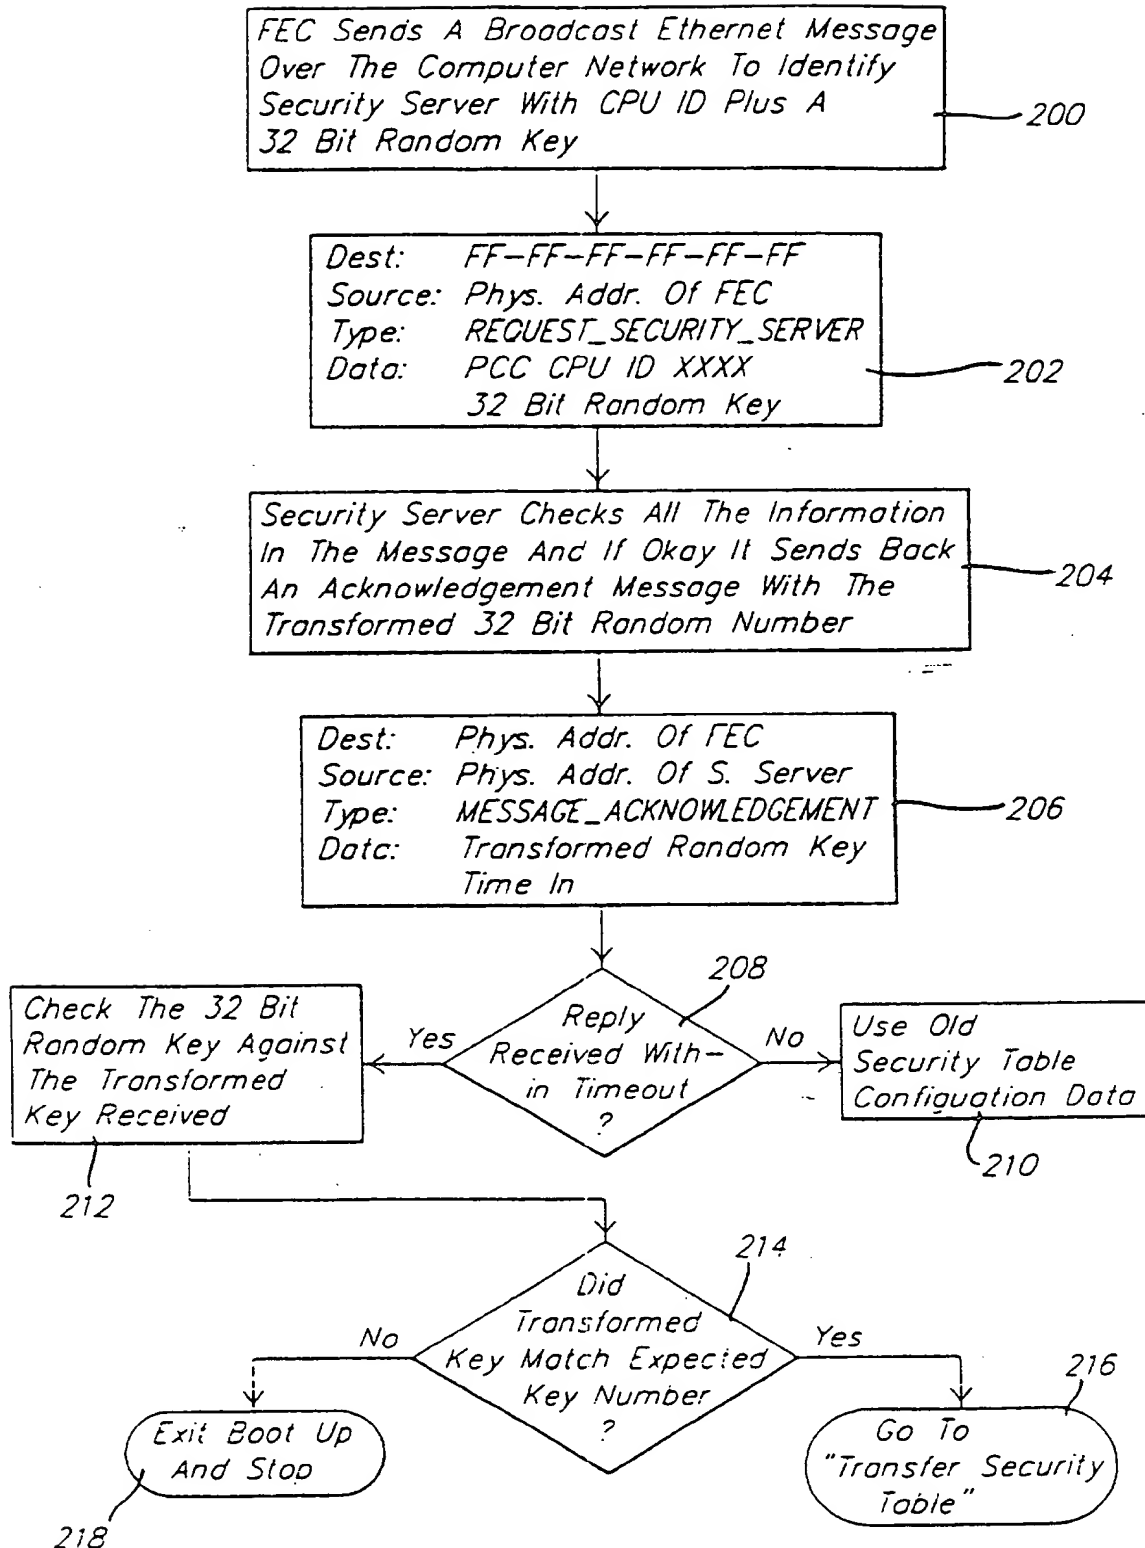 FEC Sends A Broadcast Ethernet Message
Over The Computer Network To Identify
Security Server With CPU ID Plus A
32 Bit Random Key
200
Dest: FF-FF-FF-FF-FF-FF
Source: Phys. Addr. Of FEC
Type: REQUEST_SECURITY_SERVER
Data: PCC CPU ID XXXX
32 Bit Random Key
202
Security Server Checks All The Information
In The Message And If Okay It Sends Back
An Acknowledgement Message With The
Transformed 32 Bit Random Number
204
Dest: Phys. Addr. Of FEC
Source: Phys. Addr. Of S. Server
Type: MESSAGE_ACKNOWLEDGEMENT
Data: Transformed Random Key
Time In
206
208
Reply
Received With-
in Timeout
?
Yes
No
Check The 32 Bit
Random Key Against
The Transformed
Key Received
212
Use Old
Security Table
Configuation Data
210
214
Did
Transformed
Key Match Expected
Key Number
?
No
Yes
Exit Boot Up
And Stop
218
216
Go To
"Transfer Security
Table"